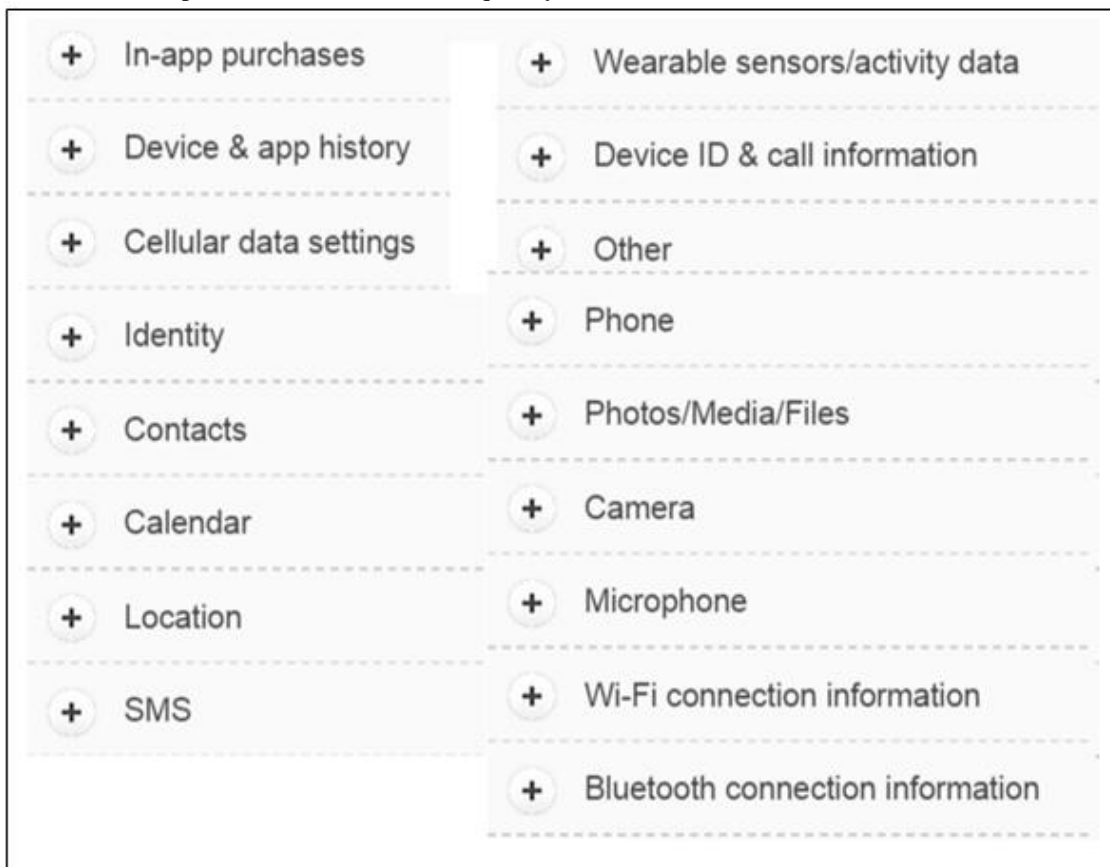 In-app purchases
Device & app history
Cellular data settings
Identity
Contacts
Calendar
Location
SMS
Wearable sensors/activity data
Device ID & call information
Other
Phone
Photos/Media/Files
Camera
Microphone
Wi-Fi connection information
Bluetooth connection information